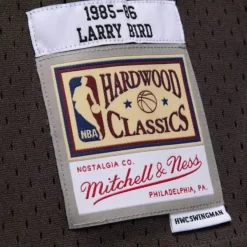 1985-86
LARRY BIRD
HARDWOOD
CLASSICS
NBA
NOSTALGIA CO.
Mitchell & Ness
PHILADELPHIA, PA.
HWC SWINGMAN